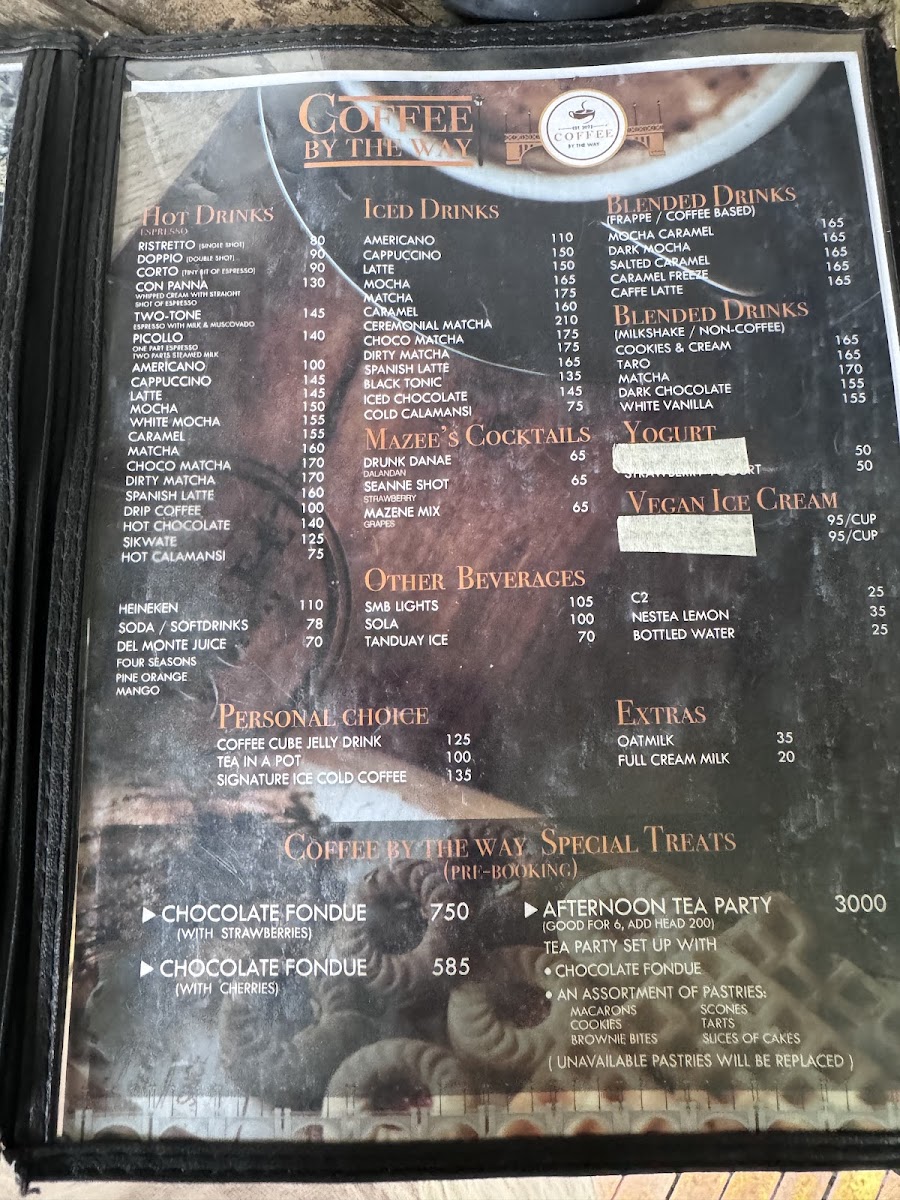 COFFEE
BY THE WAY
COFFEE
BY THE WAY
HOT DRINKS
ESPRESSO
RISTRETTO (SINGLE SHOT) 80
DOPPIO (DOUBLE SHOT) 90
CORTO (TINY BIT OF ESPRESSO) 90
CON PANNA 130
WHIPPED CREAM WITH STRAIGHT
SHOT OF ESPRESSO
TWO-TONE 145
ESPRESSO WITH MILK & MUSCOVADO
PICOLLO 140
ONE PART ESPRESSO
TWO PARTS STEAMED MILK
AMERICANO 100
CAPPUCCINO 145
LATTE 145
MOCHA 150
WHITE MOCHA 155
CARAMEL 155
MATCHA 160
CHOCO MATCHA 170
DIRTY MATCHA 170
SPANISH LATTE 160
DRIP COFFEE 100
HOT CHOCOLATE 140
SIKWATE 125
HOT CALAMANSI 75
ICED DRINKS
AMERICANO 110
CAPPUCCINO 150
LATTE 150
MOCHA 165
MATCHA 175
CARAMEL 160
CEREMONIAL MATCHA 210
CHOCO MATCHA 175
DIRTY MATCHA 175
SPANISH LATTE 165
BLACK TONIC 135
ICED CHOCOLATE 145
COLD CALAMANSI 75
MAZEE'S COCKTAILS
DRUNK DANAE 65
DALANDAN
SEANNE SHOT 65
STRAWBERRY
MAZENE MIX 65
GRAPES
BLENDED DRINKS
(FRAPPE / COFFEE BASED)
MOCHA CARAMEL 165
DARK MOCHA 165
SALTED CARAMEL 165
CARAMEL FREEZE 165
CAFFE LATTE 165
BLENDED DRINKS
(MILKSHAKE / NON-COFFEE)
COOKIES & CREAM 165
TARO 165
MATCHA 170
DARK CHOCOLATE 155
WHITE VANILLA 155
YOGURT
50
STRAWBERRY YOGURT 50
VEGAN ICE CREAM
95/CUP
95/CUP
OTHER BEVERAGES
HEINEKEN 110
SODA / SOFTDRINKS 78
DEL MONTE JUICE 70
FOUR SEASONS
PINE ORANGE
MANGO
SMB LIGHTS 105
SOLA 100
TANDUAY ICE 70
C2 25
NESTEA LEMON 35
BOTTLED WATER 25
PERSONAL CHOICE
COFFEE CUBE JELLY DRINK 125
TEA IN A POT 100
SIGNATURE ICE COLD COFFEE 135
EXTRAS
OATMILK 35
FULL CREAM MILK 20
COFFEE BY THE WAY SPECIAL TREATS
(PRE-BOOKING)
CHOCOLATE FONDUE 750
(WITH STRAWBERRIES)
CHOCOLATE FONDUE 585
(WITH CHERRIES)
AFTERNOON TEA PARTY 3000
(GOOD FOR 6, ADD HEAD 200)
TEA PARTY SET UP WITH
• CHOCOLATE FONDUE
• AN ASSORTMENT OF PASTRIES:
MACARONS SCONES
COOKIES TARTS
BROWNIE BITES SLICES OF CAKES
( UNAVAILABLE PASTRIES WILL BE REPLACED )